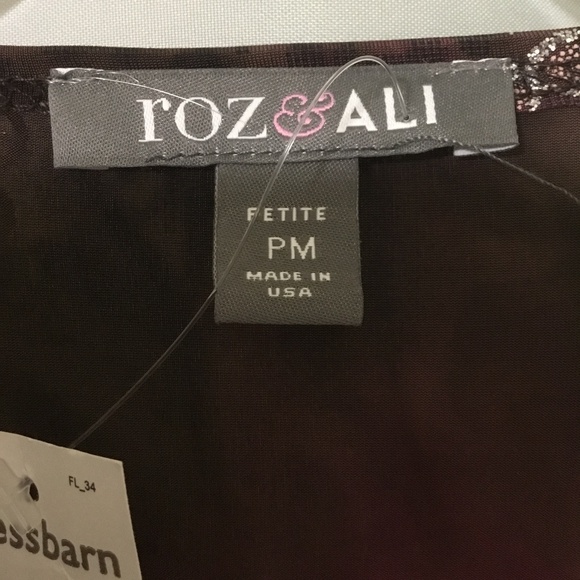 roz&ALI
PETITE
PM
MADE IN
USA
FL_34
essbarn